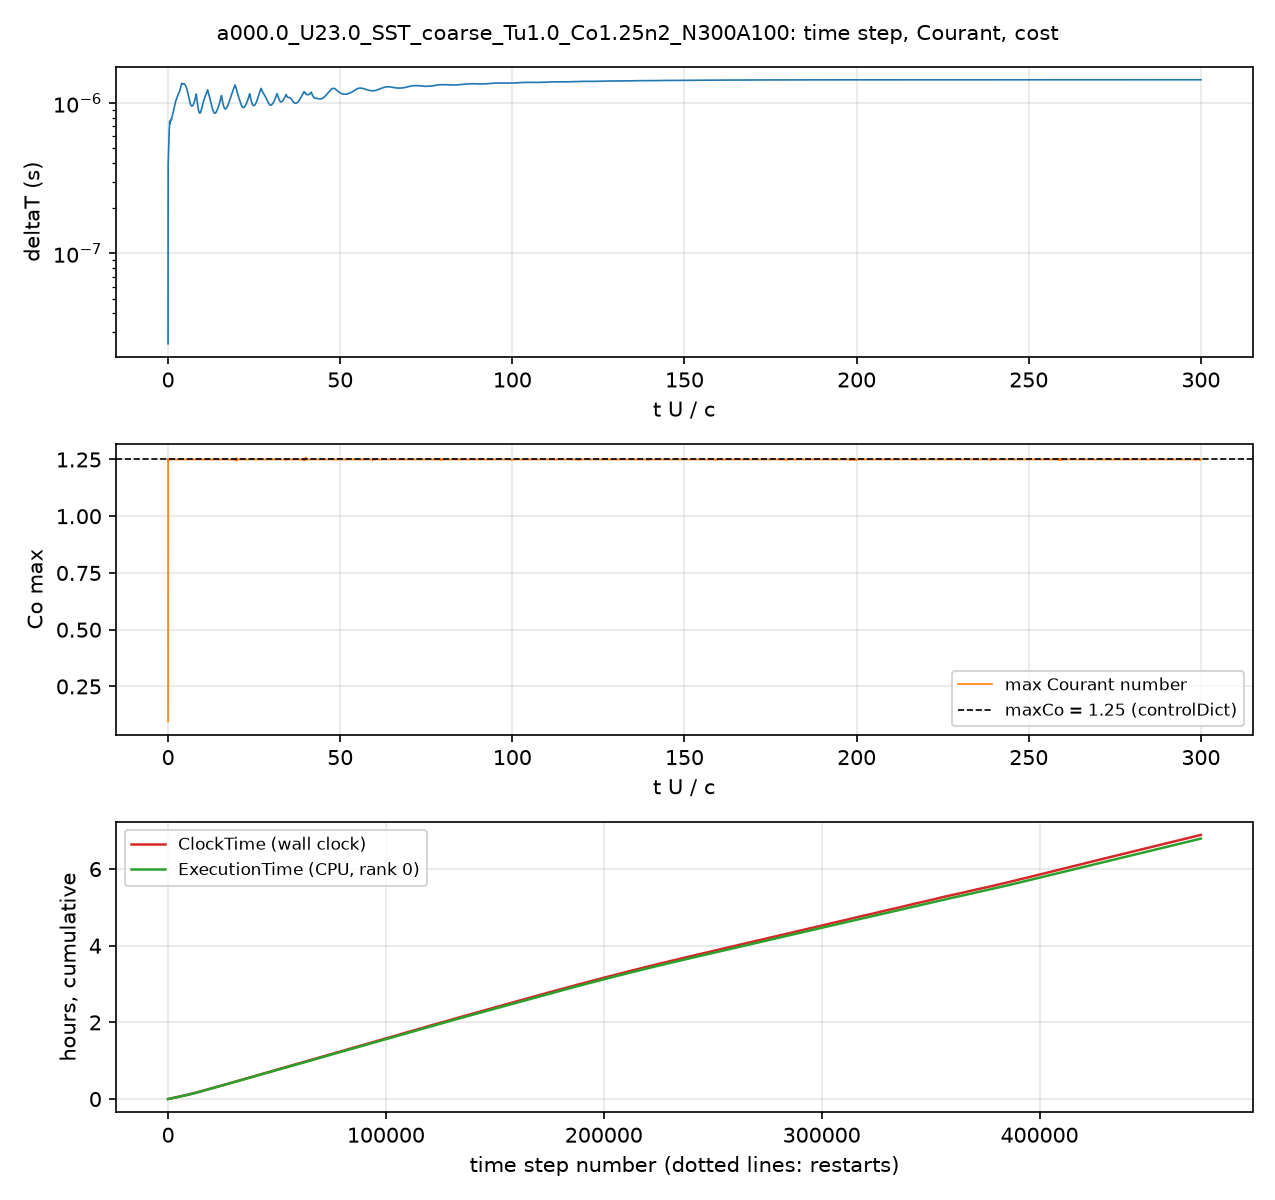 a000.0_U23.0_SST_coarse_Tu1.0_Co1.25n2_N300A100: time step, Courant, cost
deltaT (s)
10⁻⁶
10⁻⁷
0 50 100 150 200 250 300
t U / c
Co max
1.25
1.00
0.75
0.50
0.25
max Courant number
maxCo = 1.25 (controlDict)
0 50 100 150 200 250 300
t U / c
hours, cumulative
6
4
2
0
ClockTime (wall clock)
ExecutionTime (CPU, rank 0)
0 100000 200000 300000 400000
time step number (dotted lines: restarts)